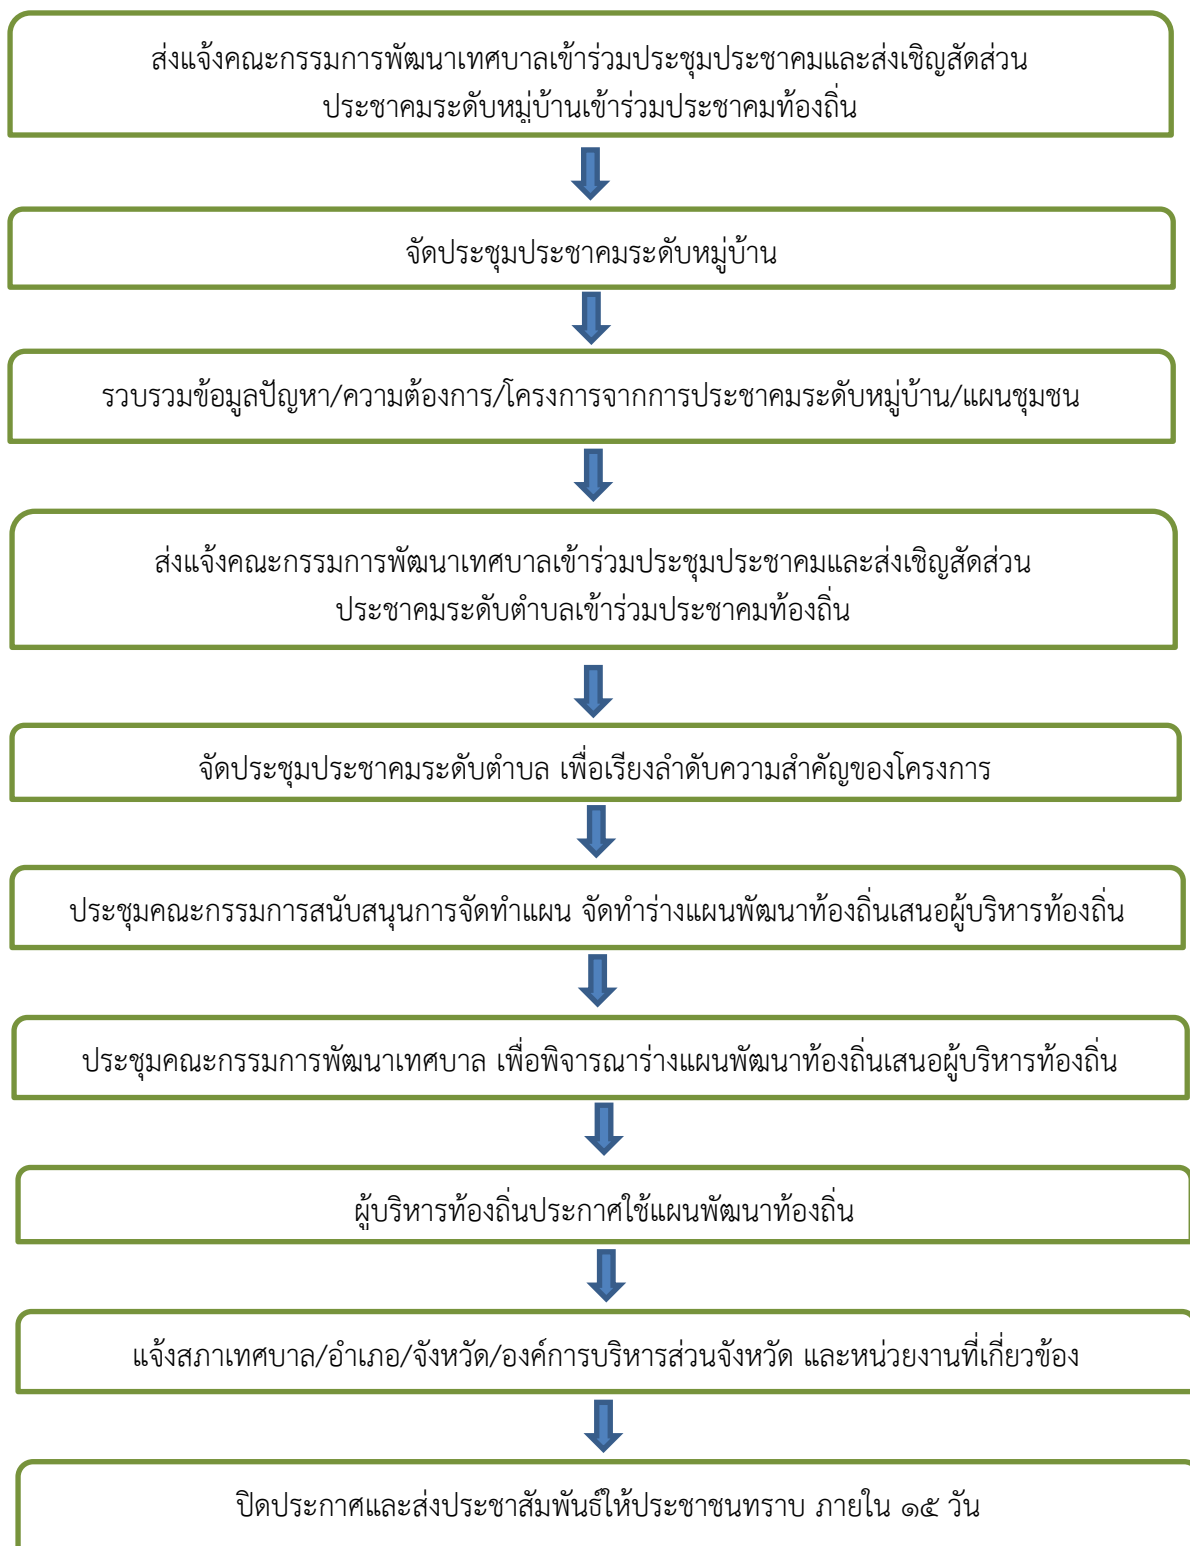 ส่งแจ้งคณะกรรมการพัฒนาเทศบาลเข้าร่วมประชุมประชาคมและส่งเชิญสัดส่วน
ประชาคมระดับหมู่บ้านเข้าร่วมประชาคมท้องถิ่น
จัดประชุมประชาคมระดับหมู่บ้าน
รวบรวมข้อมูลปัญหา/ความต้องการ/โครงการจากการประชาคมระดับหมู่บ้าน/แผนชุมชน
ส่งแจ้งคณะกรรมการพัฒนาเทศบาลเข้าร่วมประชุมประชาคมและส่งเชิญสัดส่วน
ประชาคมระดับตำบลเข้าร่วมประชาคมท้องถิ่น
จัดประชุมประชาคมระดับตำบล เพื่อเรียงลำดับความสำคัญของโครงการ
ประชุมคณะกรรมการสนับสนุนการจัดทำแผน จัดทำร่างแผนพัฒนาท้องถิ่นเสนอผู้บริหารท้องถิ่น
ประชุมคณะกรรมการพัฒนาเทศบาล เพื่อพิจารณาร่างแผนพัฒนาท้องถิ่นเสนอผู้บริหารท้องถิ่น
ผู้บริหารท้องถิ่นประกาศใช้แผนพัฒนาท้องถิ่น
แจ้งสภาเทศบาล/อำเภอ/จังหวัด/องค์การบริหารส่วนจังหวัด และหน่วยงานที่เกี่ยวข้อง
ปิดประกาศและส่งประชาสัมพันธ์ให้ประชาชนทราบ ภายใน ๑๕ วัน